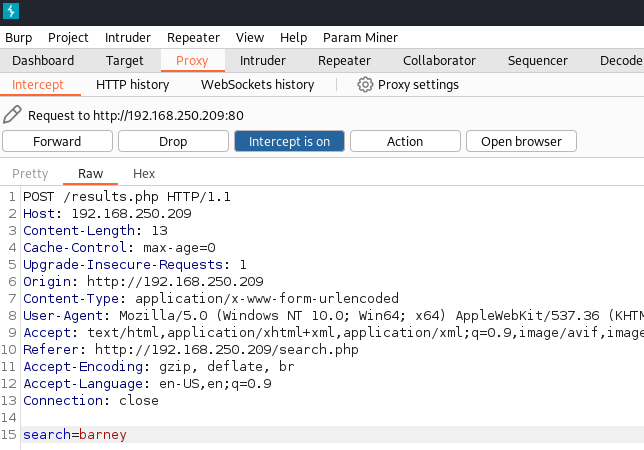 Burp Project Intruder Repeater View Help Param Miner
Dashboard Target Proxy Intruder Repeater Collaborator Sequencer Decode
Intercept HTTP history WebSockets history Proxy settings
Request to http://192.168.250.209:80
Forward Drop Intercept is on Action Open browser
Pretty Raw Hex
1 POST /results.php HTTP/1.1
2 Host: 192.168.250.209
3 Content-Length: 13
4 Cache-Control: max-age=0
5 Upgrade-Insecure-Requests: 1
6 Origin: http://192.168.250.209
7 Content-Type: application/x-www-form-urlencoded
8 User-Agent: Mozilla/5.0 (Windows NT 10.0; Win64; x64) AppleWebKit/537.36 (KHTM
9 Accept: text/html,application/xhtml+xml,application/xml;q=0.9,image/avif,image
10 Referer: http://192.168.250.209/search.php
11 Accept-Encoding: gzip, deflate, br
12 Accept-Language: en-US,en;q=0.9
13 Connection: close
14
15 search=barney